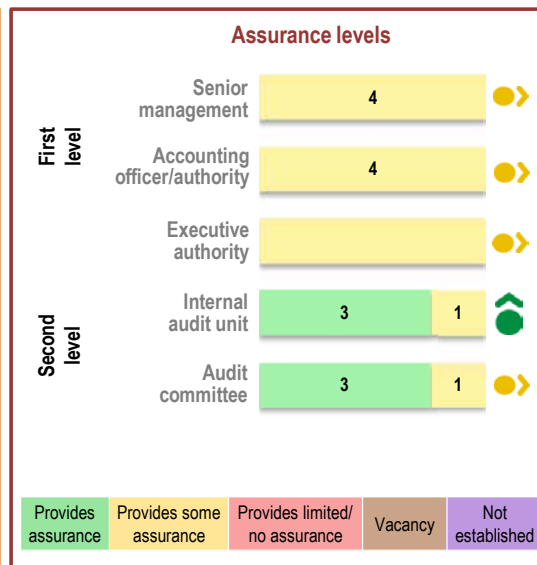 Assurance levels
First
level
Senior
management
4
Accounting
officer/authority
4
Executive
authority
Second
level
Internal
audit unit
3
1
Audit
committee
3
1
Provides
assurance
Provides some
assurance
Provides limited/
no assurance
Vacancy
Not
established